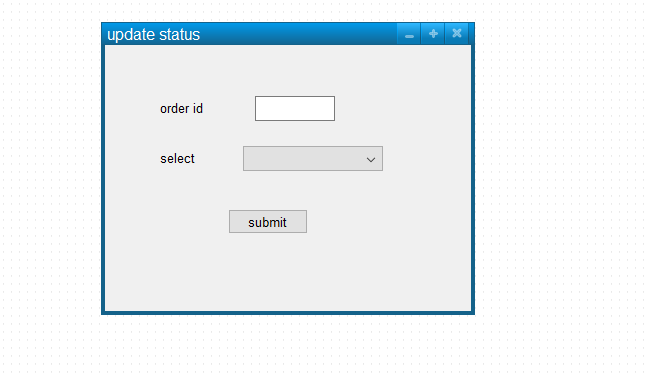 update status
order id
select
submit